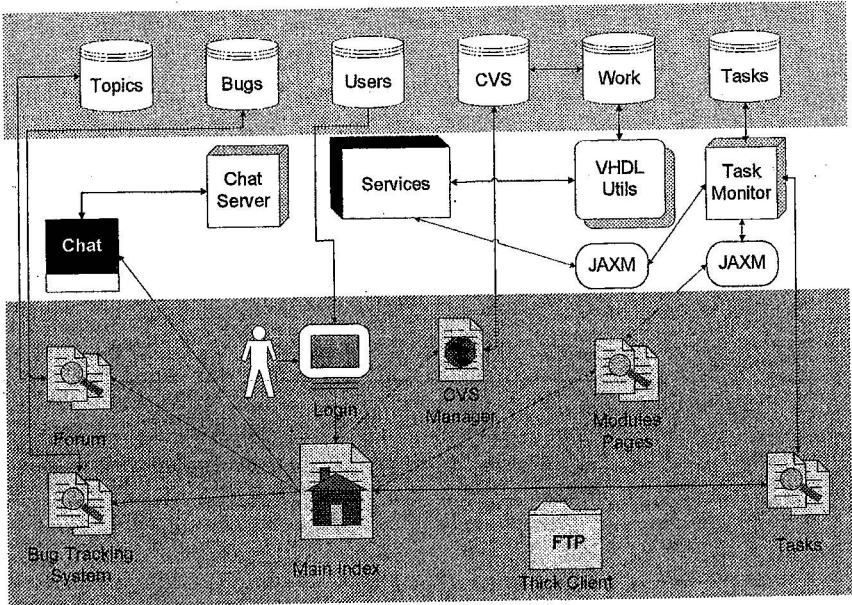 Topics
Bugs
Users
CVS
Work
Tasks
Chat
Server
Services
VHDL
Utils
Task
Monitor
Chat
JAXM
JAXM
Forum
Login
CVS
Manager
Modules
Pages
Bug Tracking
System
Main Index
FTP
Thick Client
Tasks